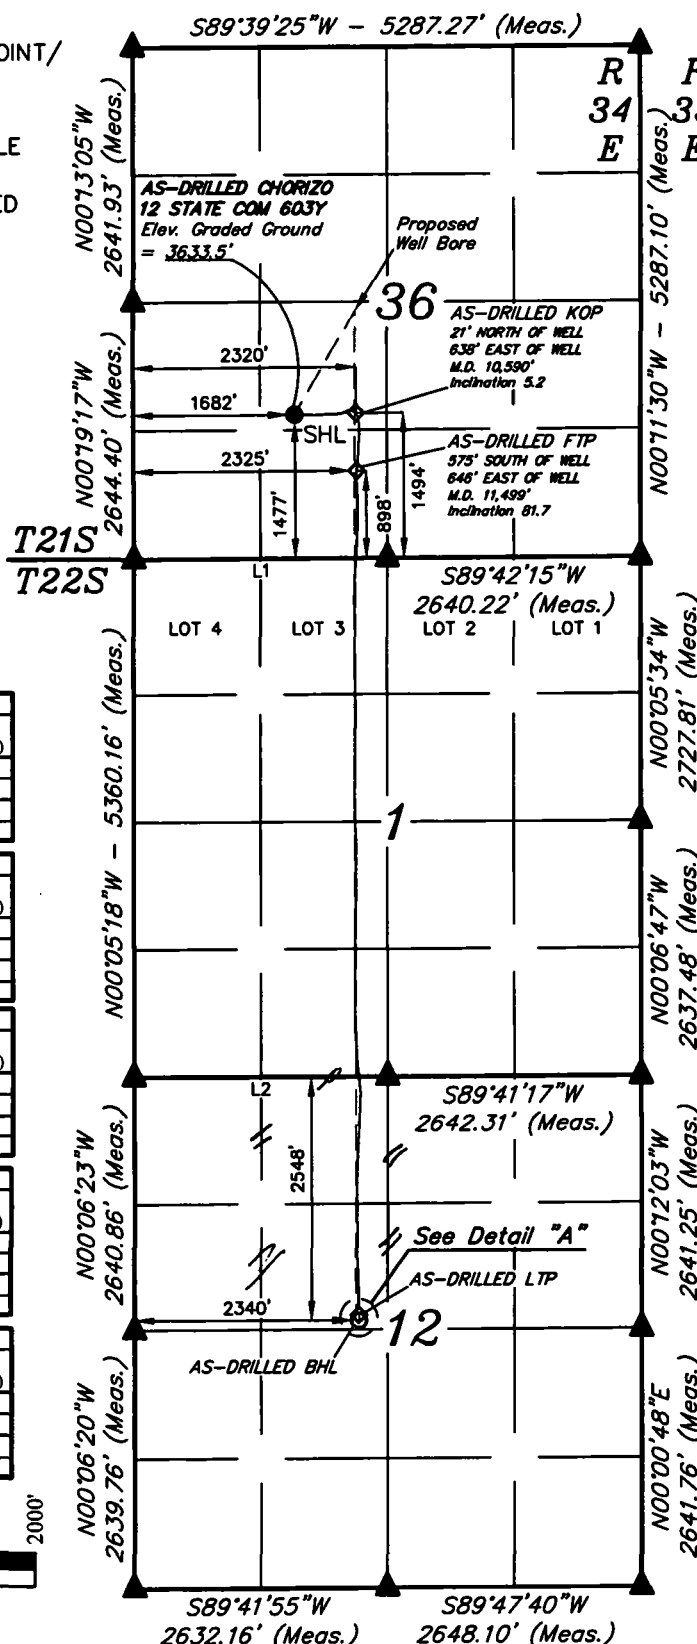 S89°39'25"W - 5287.27' (Meas.)
OINT/
LE
ED
R
34
E
N00°13'05"W
2641.93' (Meas.)
AS-DRILLED CHORIZO
12 STATE COM 603Y
Elev. Graded Ground
= 3633.5'
Proposed
Well Bore
N00°11'30"W - 5287.10' (Meas.)
36
AS-DRILLED KOP
21' NORTH OF WELL
638' EAST OF WELL
M.D. 10,590'
Inclination 5.2
2320'
1682'
SHL
N00°19'17"W
2644.40' (Meas.)
AS-DRILLED FTP
575' SOUTH OF WELL
646' EAST OF WELL
M.D. 11,499'
Inclination 81.7
2325'
1477'
898'
1494'
T21S
T22S
L1
S89°42'15"W
2640.22' (Meas.)
LOT 4
LOT 3
LOT 2
LOT 1
N00°05'18"W - 5360.16' (Meas.)
N00°05'34"W
2727.81' (Meas.)
1
N00°06'47"W
2637.48' (Meas.)
L2
S89°41'17"W
2642.31' (Meas.)
2548'
N00°06'23"W
2640.86' (Meas.)
N00°12'03"W
2641.25' (Meas.)
See Detail "A"
AS-DRILLED LTP
2340'
12
AS-DRILLED BHL
N00°06'20"W
2639.76' (Meas.)
N00°00'48"E
2641.76' (Meas.)
2000'
S89°41'55"W
2632.16' (Meas.)
S89°47'40"W
2648.10' (Meas.)